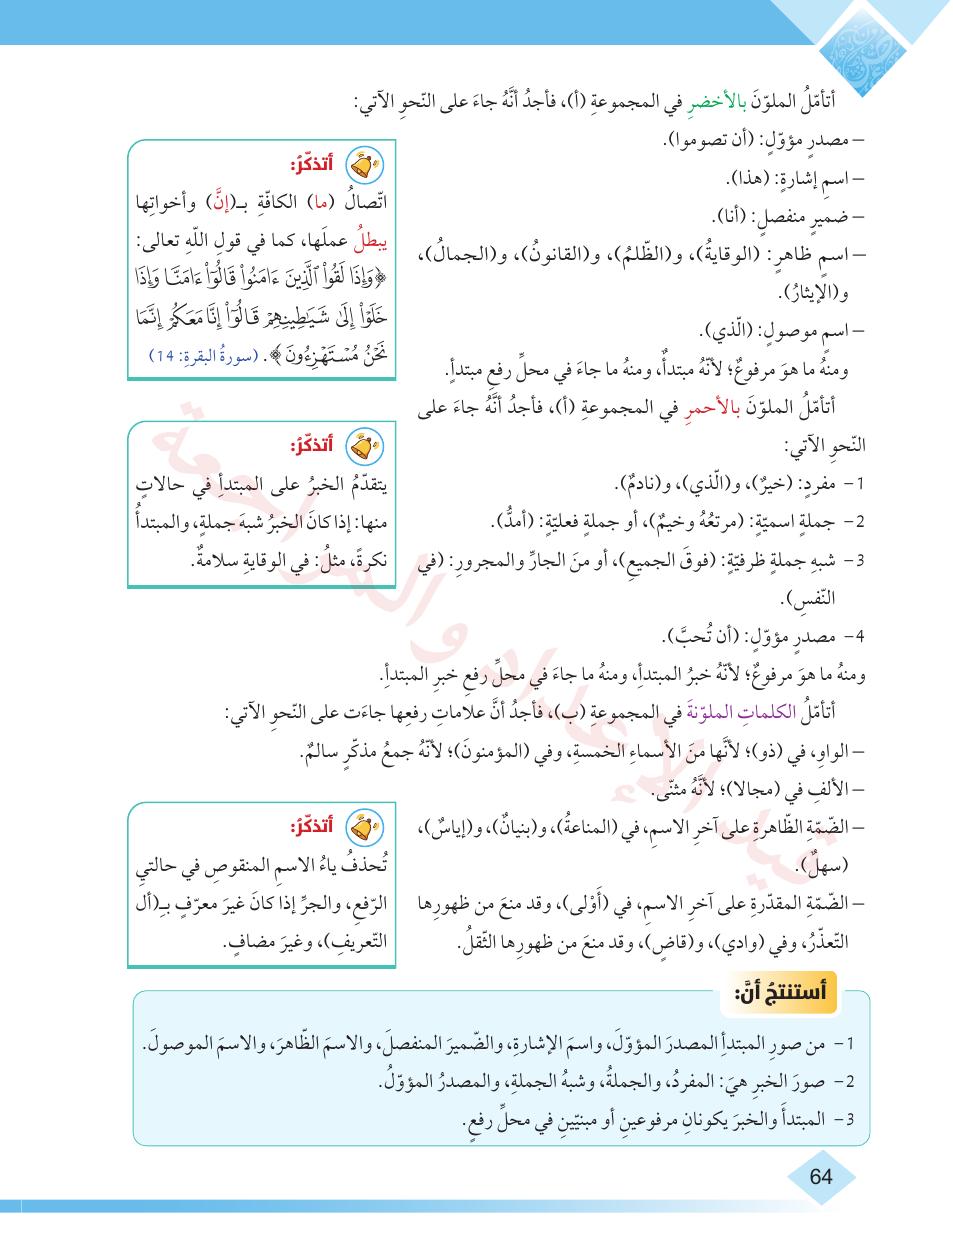 أتأمّلُ الملوّنَ بالأخضرِ في المجموعةِ (أ)، فأجدُ أنَّهُ جاءَ على النّحوِ الآتي:
– مصدرٍ مؤوّلٍ: (أن تصوموا).
– اسمِ إشارةٍ: (هذا).
– ضميرٍ منفصلٍ: (أنا).
– اسمٍ ظاهرٍ: (الوقايةُ)، و(الظّلمُ)، و(القانونُ)، و(الجمالُ)،
و(الإيثارُ).
– اسمٍ موصولٍ: (الّذي).
ومنهُ ما هوَ مرفوعٌ؛ لأنّهُ مبتدأٌ، ومنهُ ما جاءَ في محلِّ رفعِ مبتدأٍ.
أتأمّلُ الملوّنَ بالأحمرِ في المجموعةِ (أ)، فأجدُ أنَّهُ جاءَ على
النّحوِ الآتي:
1– مفردٍ: (خيرٌ)، و(الّذي)، و(نادمٌ).
2– جملةٍ اسميّةٍ: (مرتعُهُ وخيمٌ)، أو جملةٍ فعليّةٍ: (أمدُّ).
3– شبهِ جملةٍ ظرفيّةٍ: (فوقَ الجميعِ)، أو منَ الجارِّ والمجرورِ: (في
النّفسِ).
4– مصدرٍ مؤوّلٍ: (أن تُحبَّ).
ومنهُ ما هوَ مرفوعٌ؛ لأنّهُ خبرُ المبتدأِ، ومنهُ ما جاءَ في محلِّ رفعِ خبرِ المبتدأِ.
أتأمّلُ الكلماتِ الملوّنةَ في المجموعةِ (ب)، فأجدُ أنَّ علاماتِ رفعِها جاءَت على النّحوِ الآتي:
– الواوِ، في (ذو)؛ لأنَّها منَ الأسماءِ الخمسةِ، وفي (المؤمنونَ)؛ لأنّهُ جمعُ مذكّرٍ سالمٌ.
– الألفِ في (مجالا)؛ لأنَّهُ مثنّى.
– الضّمّةِ الظّاهرةِ على آخرِ الاسمِ، في (المناعةُ)، و(بنيانٌ)، و(إياسٌ)،
(سهلٌ).
– الضّمّةِ المقدّرةِ على آخرِ الاسمِ، في (أَوْلى)، وقد منعَ من ظهورِها
التّعذّرُ، وفي (وادي)، و(قاضٍ)، وقد منعَ من ظهورِها الثّقلُ.
أتذكّرُ:
اتّصالُ (ما) الكافّةِ بـ(إنَّ) وأخواتِها
يبطلُ عملَها، كما في قولِ اللّهِ تعالى:
﴿وَإِذَا لَقُوا۟ ٱلَّذِينَ ءَامَنُوا۟ قَالُوٓا۟ ءَامَنَّا وَإِذَا
خَلَوْا۟ إِلَىٰ شَيَـٰطِينِهِمْ قَالُوٓا۟ إِنَّا مَعَكُمْ إِنَّمَا
نَحْنُ مُسْتَهْزِءُونَ﴾. (سورةُ البقرةِ: 14)
أتذكّرُ:
يتقدّمُ الخبرُ على المبتدأِ في حالاتٍ
منها: إذا كانَ الخبرُ شبهَ جملةٍ، والمبتدأُ
نكرةً، مثلُ: في الوقايةِ سلامةٌ.
أتذكّرُ:
تُحذفُ ياءُ الاسمِ المنقوصِ في حالتيِ
الرّفعِ، والجرِّ إذا كانَ غيرَ معرّفٍ بـ(أل
التّعريفِ)، وغيرَ مضافٍ.
أستنتجُ أنَّ:
1– من صورِ المبتدأِ المصدرَ المؤوّلَ، واسمَ الإشارةِ، والضّميرَ المنفصلَ، والاسمَ الظّاهرَ، والاسمَ الموصولَ.
2– صورَ الخبرِ هيَ: المفردُ، والجملةُ، وشبهُ الجملةِ، والمصدرُ المؤوّلُ.
3– المبتدأَ والخبرَ يكونانِ مرفوعينِ أو مبنيّينِ في محلِّ رفعٍ.
64
قيد الإعداد والمراجعة